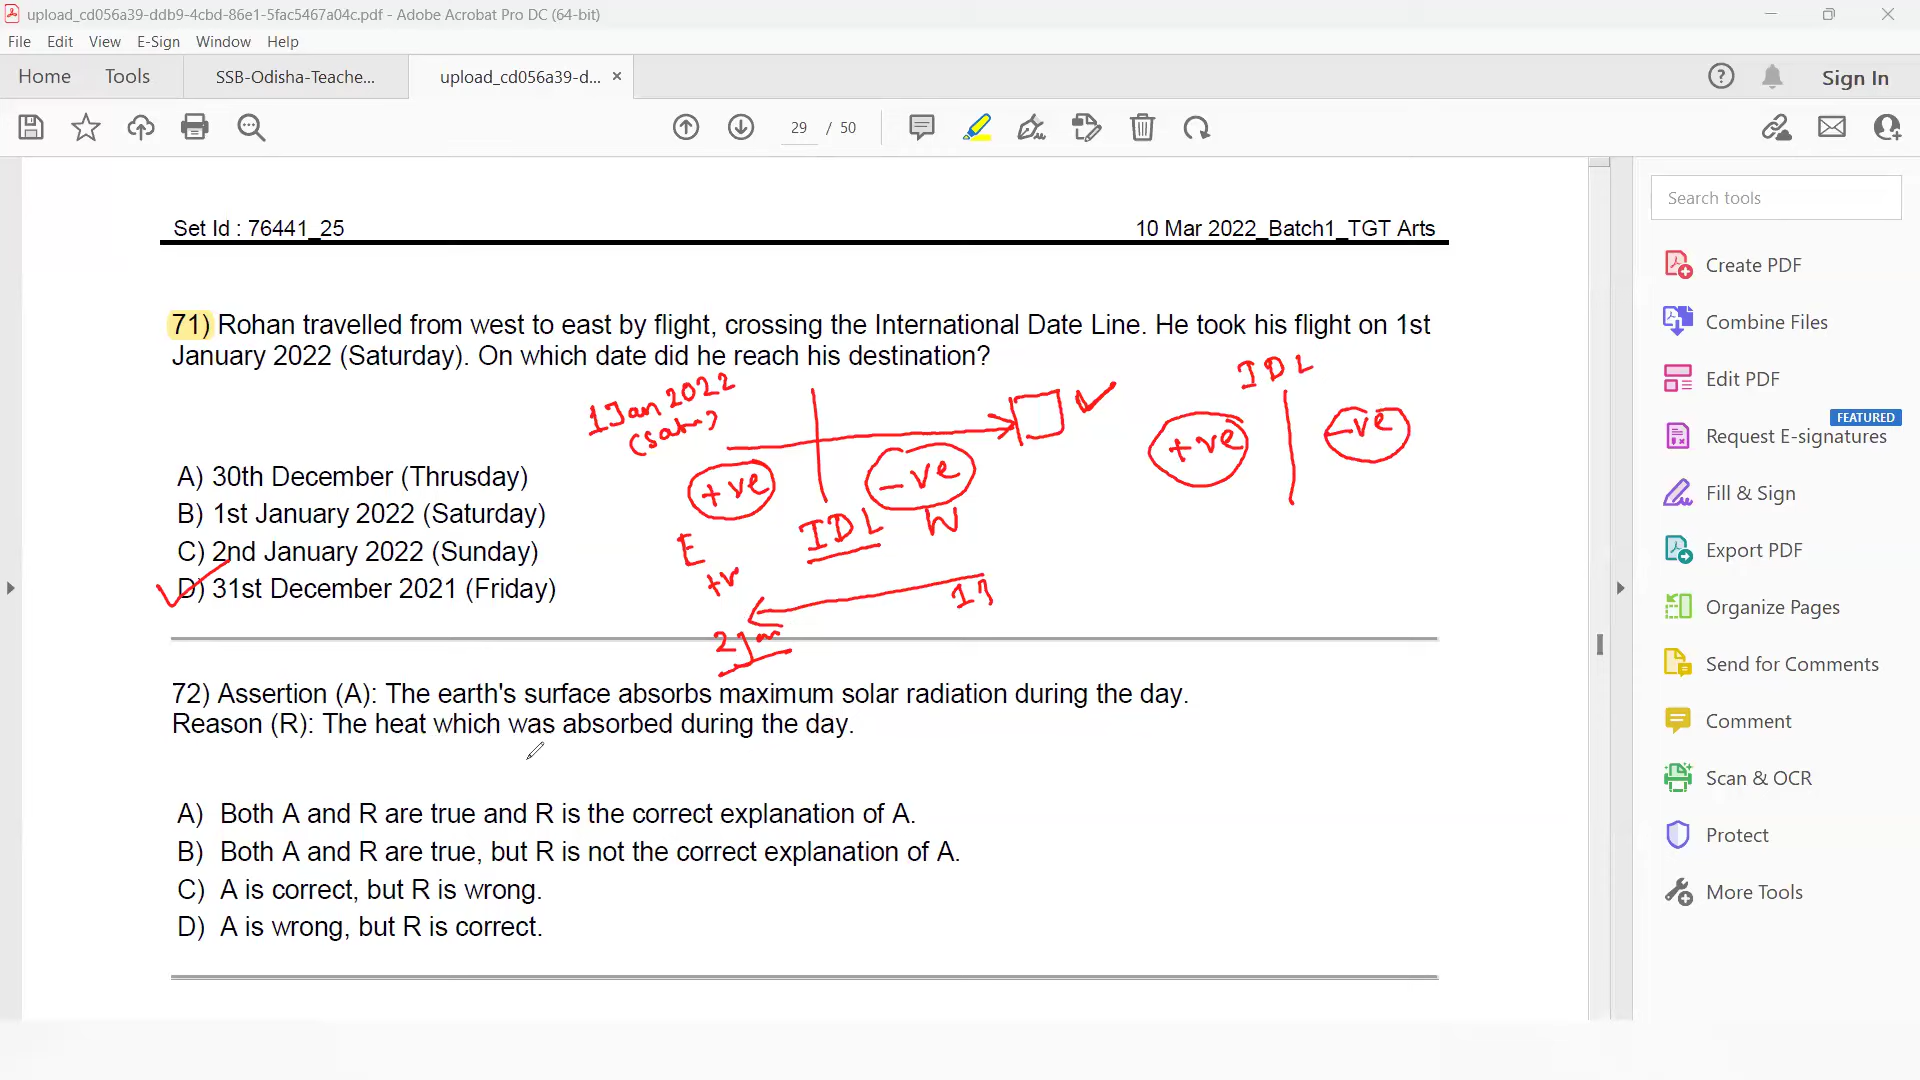 upload_cd056a39-ddb9-4cbd-86e1-5fac5467a04c.pdf - Adobe Acrobat Pro DC (64-bit)
File Edit View E-Sign Window Help
Home Tools SSB-Odisha-Teache... upload_cd056a39-d... Sign In
29 / 50
Search tools
Create PDF
Combine Files
Edit PDF
FEATURED
Request E-signatures
Fill & Sign
Export PDF
Organize Pages
Send for Comments
Comment
Scan & OCR
Protect
More Tools
Set Id : 76441_25 10 Mar 2022_Batch1_TGT Arts
71) Rohan travelled from west to east by flight, crossing the International Date Line. He took his flight on 1st
January 2022 (Saturday). On which date did he reach his destination?
1 Jan 2022
IDL
+ve -ve
+ve -ve
IDL W
E
+v
2 Jan
A) 30th December (Thrusday)
B) 1st January 2022 (Saturday)
C) 2nd January 2022 (Sunday)
D) 31st December 2021 (Friday)
72) Assertion (A): The earth's surface absorbs maximum solar radiation during the day.
Reason (R): The heat which was absorbed during the day.
A) Both A and R are true and R is the correct explanation of A.
B) Both A and R are true, but R is not the correct explanation of A.
C) A is correct, but R is wrong.
D) A is wrong, but R is correct.